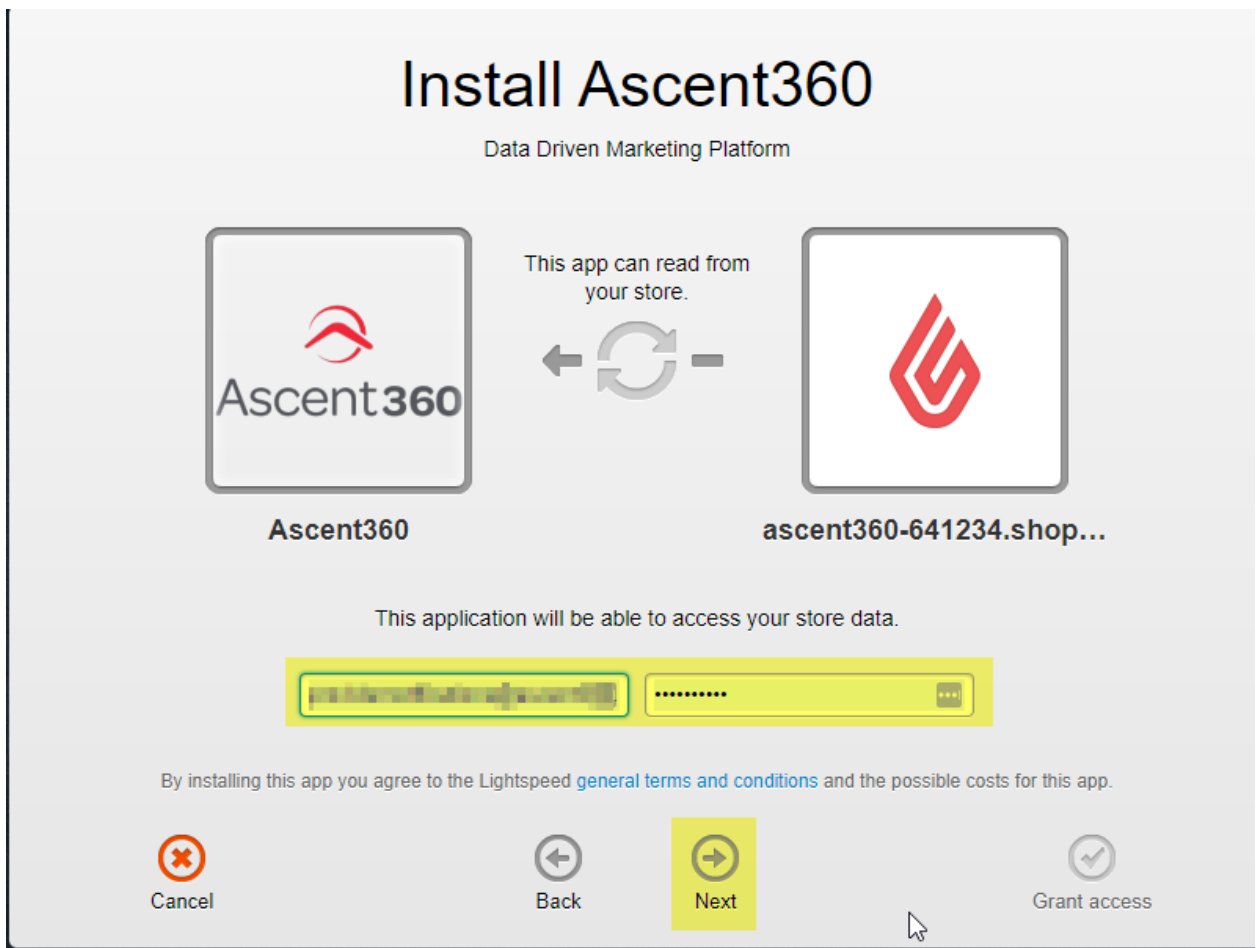 Install Ascent360
Data Driven Marketing Platform
This app can read from
your store.
Ascent360
Ascent360
ascent360-641234.shop...
This application will be able to access your store data.
••••••••••
By installing this app you agree to the Lightspeed general terms and conditions and the possible costs for this app.
Cancel
Back
Next
Grant access